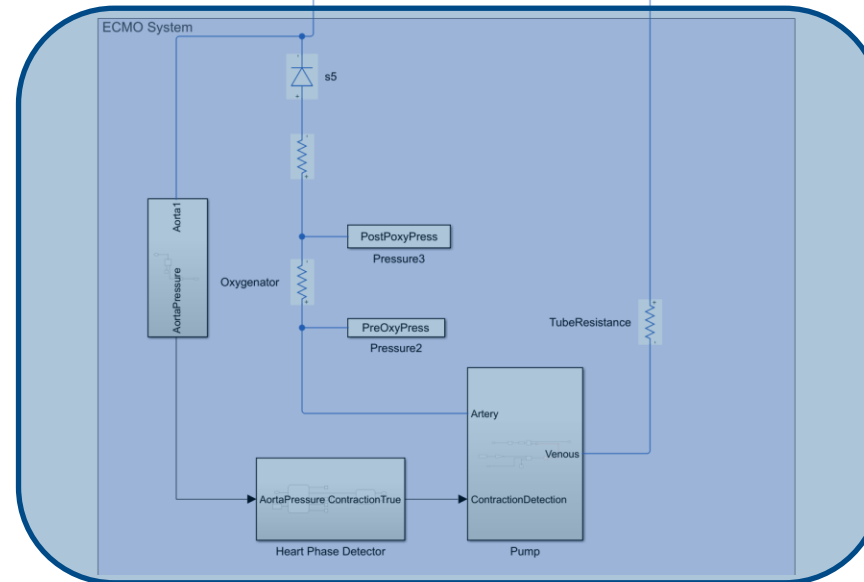 ECMO System
s5
Aorta1
AortaPressure
PostPoxyPress
Pressure3
Oxygenator
PreOxyPress
Pressure2
TubeResistance
Artery
Venous
ContractionDetection
Pump
AortaPressure ContractionTrue
Heart Phase Detector